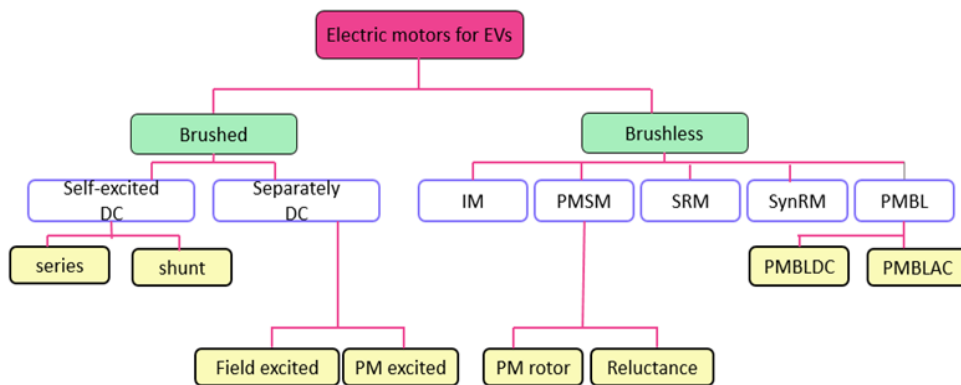 Electric motors for EVs
Brushed
Brushless
Self-excited
DC
Separately
DC
IM
PMSM
SRM
SynRM
PMBL
series
shunt
PMBLDC
PMBLAC
Field excited
PM excited
PM rotor
Reluctance